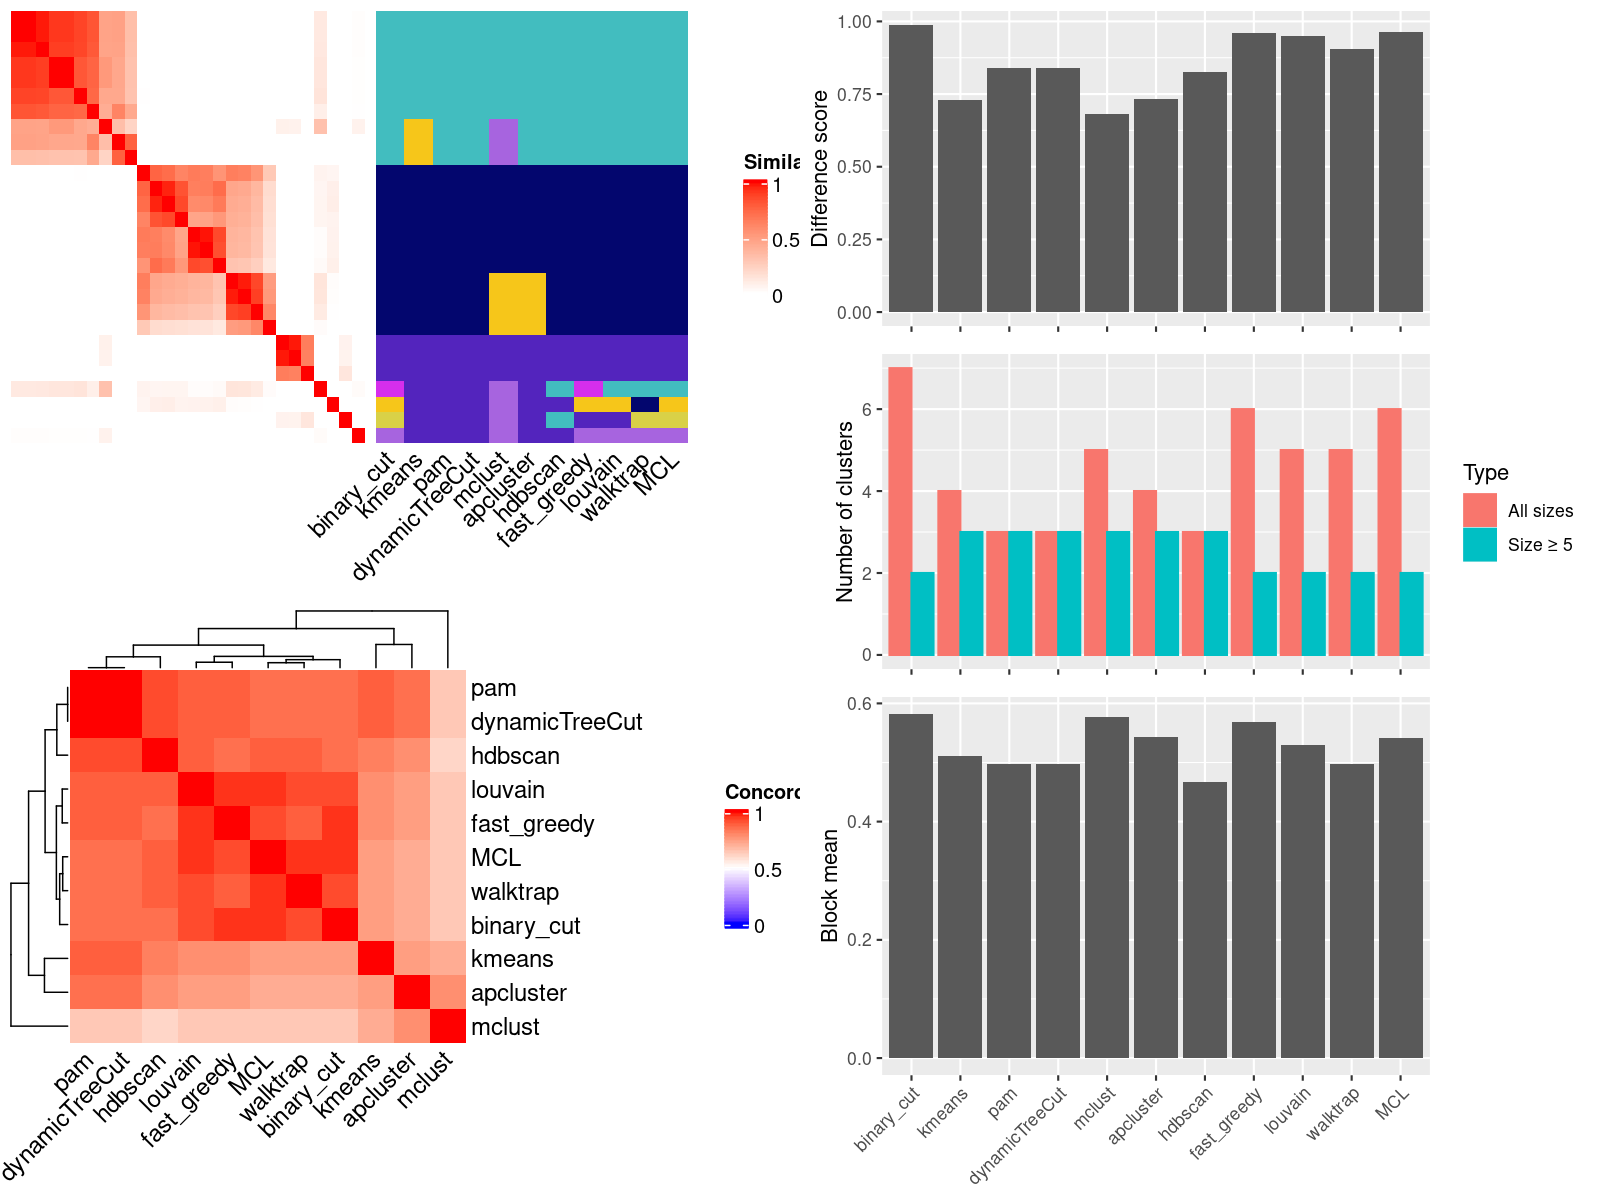 Simila
1
0.5
0
binary_cut
kmeans
pam
dynamicTreeCut
mclust
apcluster
hdbscan
fast_greedy
louvain
walktrap
MCL
pam
dynamicTreeCut
hdbscan
louvain
fast_greedy
MCL
walktrap
binary_cut
kmeans
apcluster
mclust
pam
dynamicTreeCut
hdbscan
louvain
fast_greedy
MCL
walktrap
binary_cut
kmeans
apcluster
mclust
Concord
1
0.5
0
Difference score
1.00
0.75
0.50
0.25
0.00
Number of clusters
6
4
2
0
Type
All sizes
Size ≥ 5
Block mean
0.6
0.4
0.2
0.0
binary_cut
kmeans
pam
dynamicTreeCut
mclust
apcluster
hdbscan
fast_greedy
louvain
walktrap
MCL